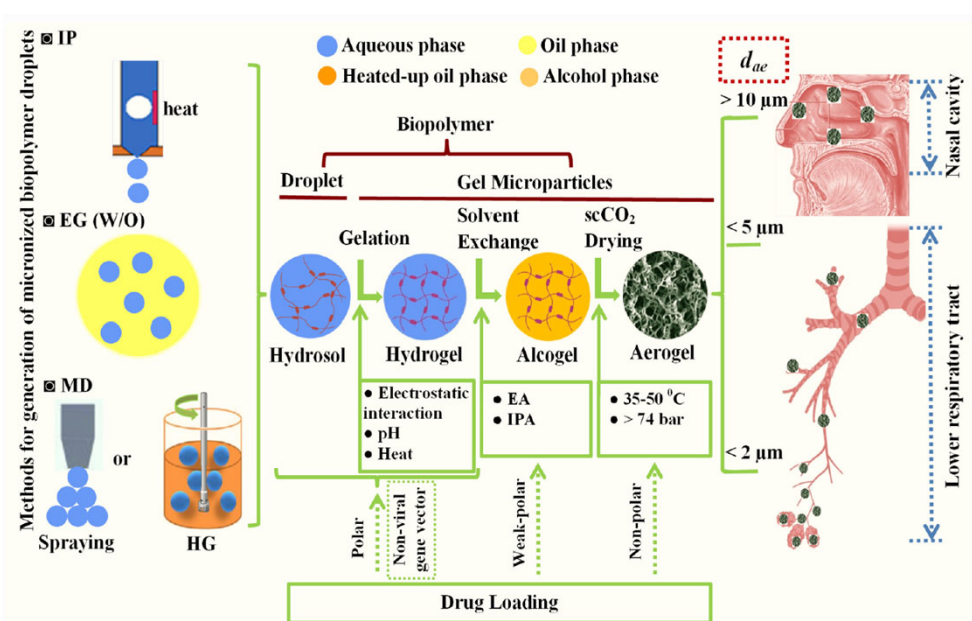 Methods for generation of micronized biopolymer droplets
◙ IP
heat
◙ EG (W/O)
◙ MD
or
Spraying
HG
Aqueous phase
Oil phase
Heated-up oil phase
Alcohol phase
Biopolymer
Droplet
Gel Microparticles
Gelation
Solvent
Exchange
scCO₂
Drying
Hydrosol
Hydrogel
Alcogel
Aerogel
● Electrostatic
interaction
● pH
● Heat
● EA
● IPA
● 35-50 ⁰C
● > 74 bar
Polar
Non-viral
gene vector
Weak-polar
Non-polar
Drug Loading
dae
> 10 µm
< 5 µm
< 2 µm
Nasal cavity
Lower respiratory tract